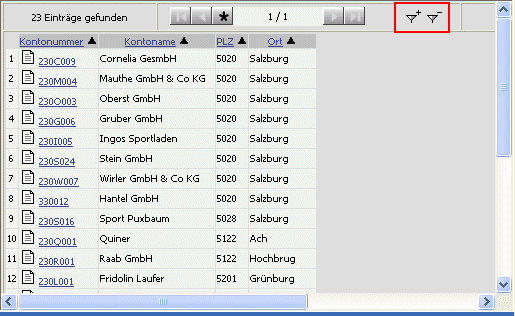 23 Einträge gefunden * 1 / 1
Kontonummer Kontoname PLZ Ort
1 230C009 Cornelia GesmbH 5020 Salzburg
2 230M004 Mauthe GmbH & Co KG 5020 Salzburg
3 230O003 Oberst GmbH 5020 Salzburg
4 230G006 Gruber GmbH 5020 Salzburg
5 230I005 Ingos Sportladen 5020 Salzburg
6 230S024 Stein GmbH 5020 Salzburg
7 230W007 Wirler GmbH & Co KG 5020 Salzburg
8 330012 Hantel GmbH 5020 Salzburg
9 230S016 Sport Puxbaum 5028 Salzburg
10 230Q001 Quiner 5122 Ach
11 230R001 Raab GmbH 5122 Hochbrug
12 230L001 Fridolin Laufer 5201 Grünburg